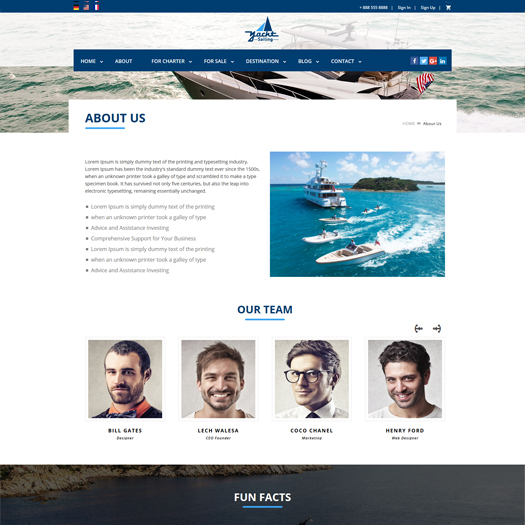 + 888 555 8888 | Sign In | Sign Up |
Yacht
Sailing
HOME ABOUT FOR CHARTER FOR SALE DESTINATION BLOG CONTACT
ABOUT US
HOME » About Us
Lorem Ipsum is simply dummy text of the printing and typesetting industry.
Lorem Ipsum has been the industry's standard dummy text ever since the 1500s,
when an unknown printer took a galley of type and scrambled it to make a type
specimen book. It has survived not only five centuries, but also the leap into
electronic typesetting, remaining essentially unchanged.
Lorem Ipsum is simply dummy text of the printing
when an unknown printer took a galley of type
Advice and Assistance Investing
Comprehensive Support for Your Business
Lorem Ipsum is simply dummy text of the printing
when an unknown printer took a galley of type
Advice and Assistance Investing
OUR TEAM
BILL GATES LECH WALESA COCO CHANEL HENRY FORD
Designer CEO Founder Marketing Web Designer
FUN FACTS